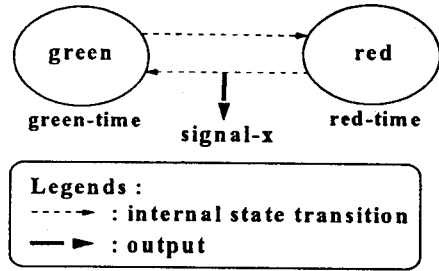 green
red
green-time
red-time
signal-x
Legends :
: internal state transition
: output